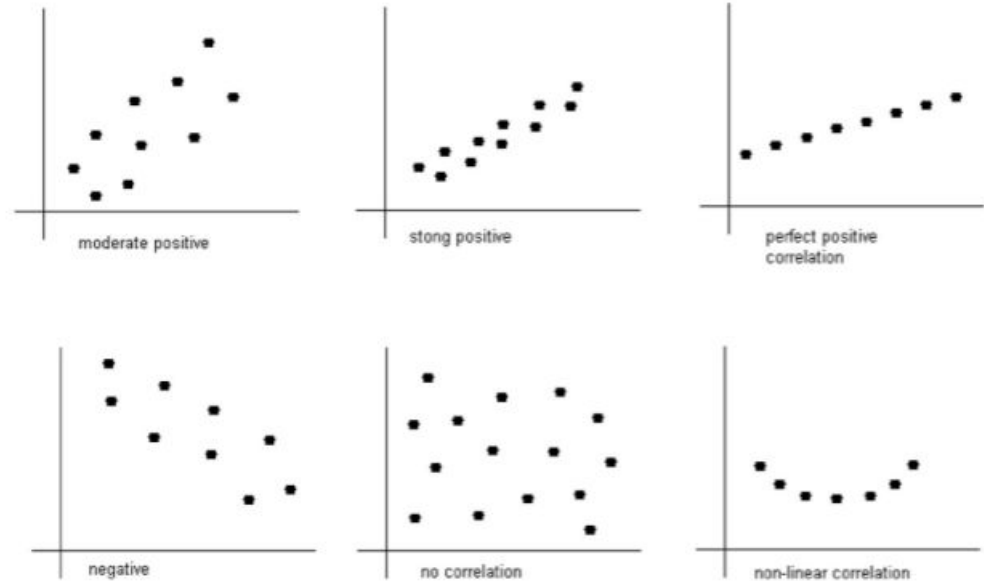 moderate positive
stong positive
perfect positive
correlation
negative
no correlation
non-linear correlation